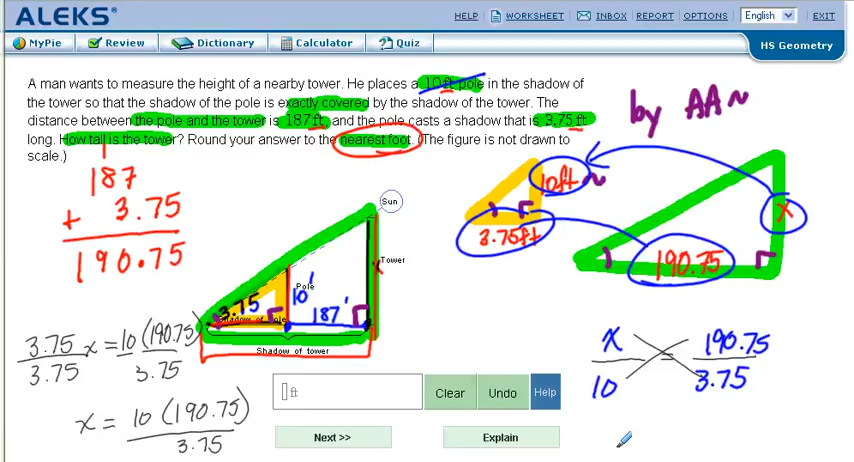 ALEKS®
HELP WORKSHEET INBOX REPORT OPTIONS English EXIT
MyPie Review Dictionary Calculator Quiz HS Geometry
A man wants to measure the height of a nearby tower. He places a 10 ft pole in the shadow of
the tower so that the shadow of the pole is exactly covered by the shadow of the tower. The
distance between the pole and the tower is 187 ft, and the pole casts a shadow that is 3.75 ft
long. How tall is the tower? Round your answer to the nearest foot. (The figure is not drawn to
scale.)
by AA~
187
+ 3.75
190.75
10ft ~
3.75ft
x
190.75
Sun
Tower
x
Pole
10'
3.75
187'
Shadow of pole
Shadow of tower
3.75 x = 10 (190.75)
3.75 3.75
x = 10 (190.75)
3.75
x = 190.75
10 3.75
ft
Clear Undo Help
Next >> Explain